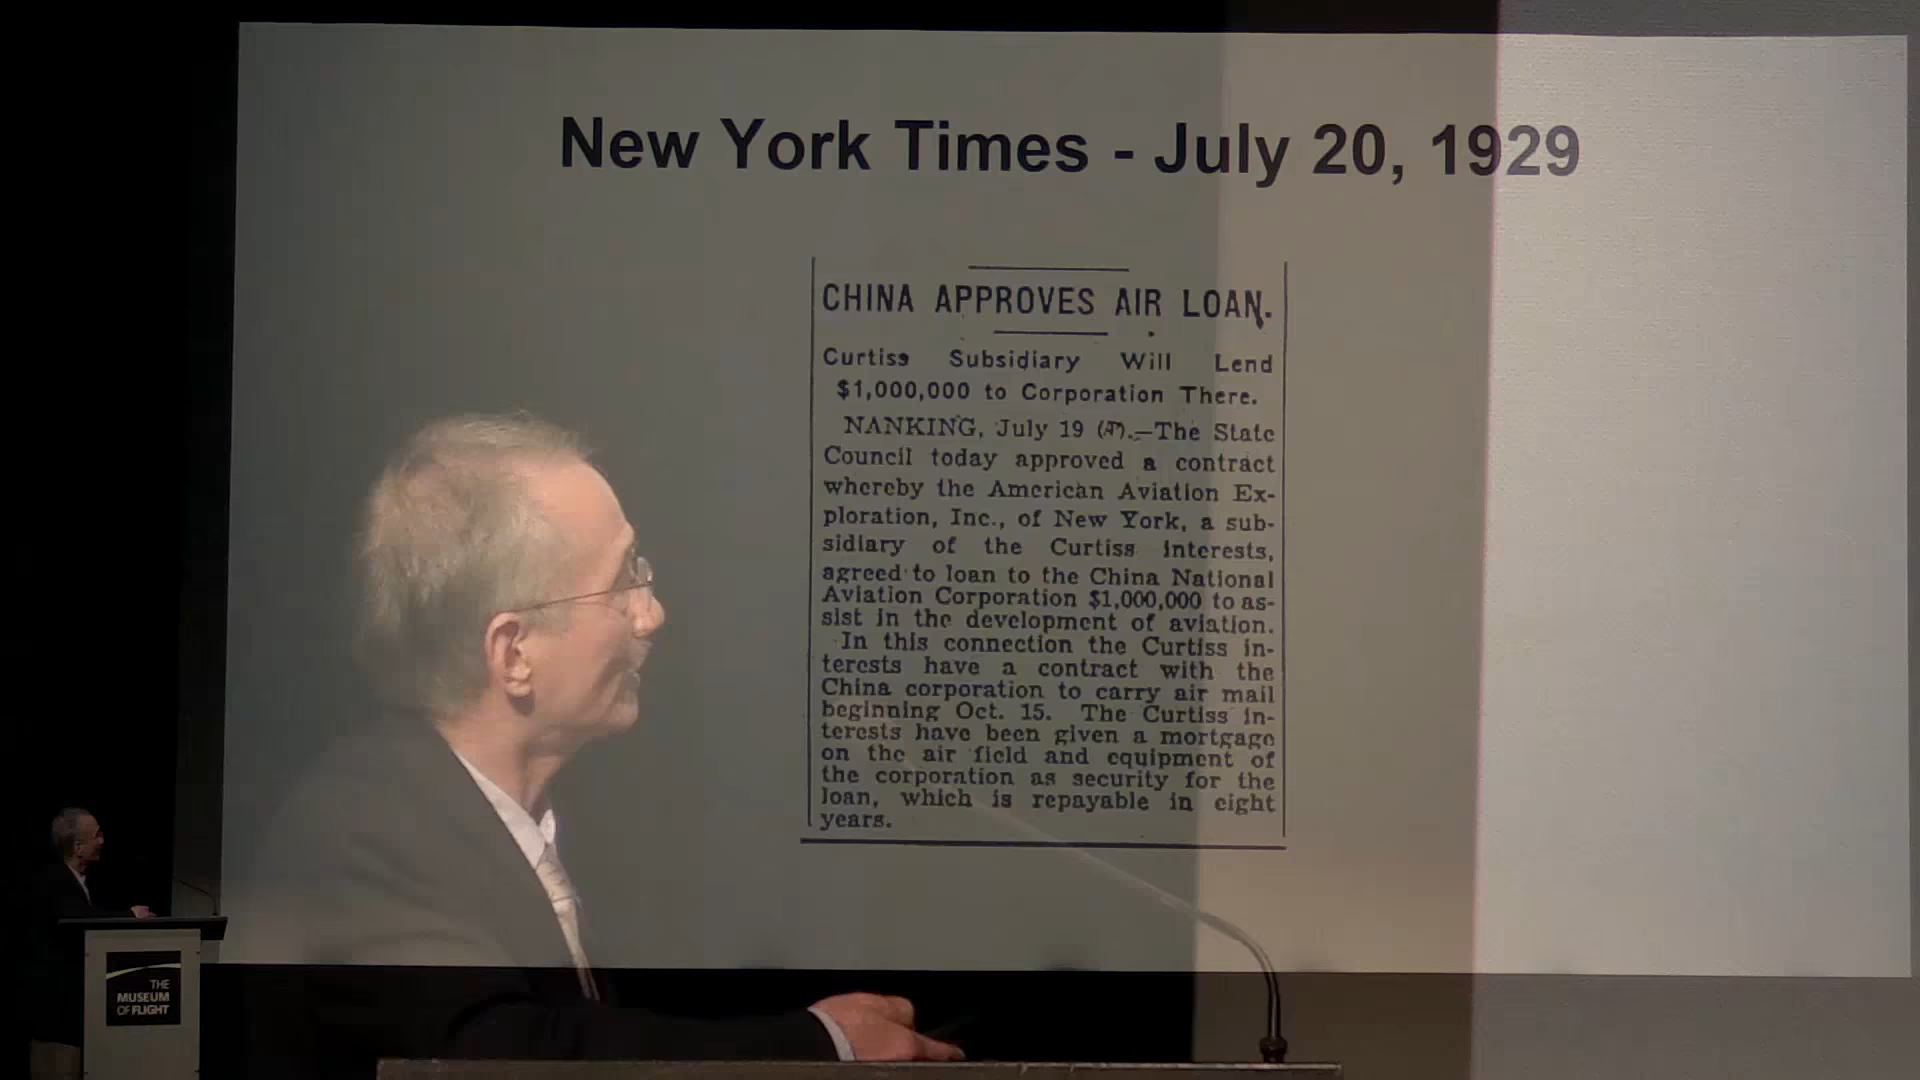 New York Times - July 20, 1929
CHINA APPROVES AIR LOAN.
Curtiss Subsidiary Will Lend
$1,000,000 to Corporation There.
NANKING, July 19 (AP).—The State
Council today approved a contract
whereby the American Aviation Ex-
ploration, Inc., of New York, a sub-
sidiary of the Curtiss interests,
agreed to loan to the China National
Aviation Corporation $1,000,000 to as-
sist in the development of aviation.
In this connection the Curtiss in-
terests have a contract with the
China corporation to carry air mail
beginning Oct. 15. The Curtiss in-
terests have been given a mortgage
on the air field and equipment of
the corporation as security for the
loan, which is repayable in eight
years.
THE
MUSEUM
OF FLIGHT